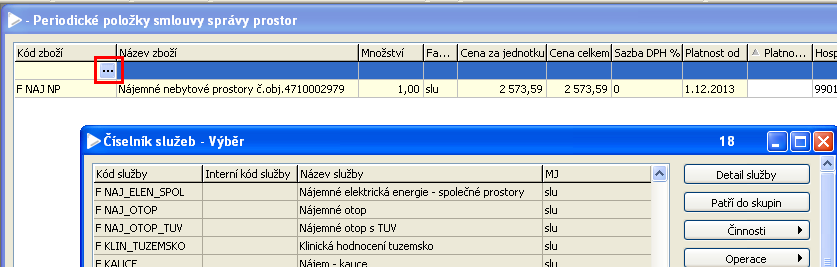 - Periodické položky smlouvy správy prostor
Kód zboží Název zboží Množství Fa... Cena za jednotku Cena celkem Sazba DPH % Platnost od Platno... Hosp
...
F NAJ NP Nájemné nebytové prostory č.obj.4710002979 1,00 slu 2 573,59 2 573,59 0 1.12.2013 9901
Číselník služeb - Výběr 18
Kód služby Interní kód služby Název služby MJ
F NAJ_ELEN_SPOL Nájemné elektrická energie - společné prostory slu
F NAJ_OTOP Nájemné otop slu
F NAJ_OTOP_TUV Nájemné otop s TUV slu
F KLIN_TUZEMSKO Klinická hodnocení tuzemsko slu
F KAUCE Nájem - kauce slu
Detail služby
Patří do skupin
Činnosti
Operace